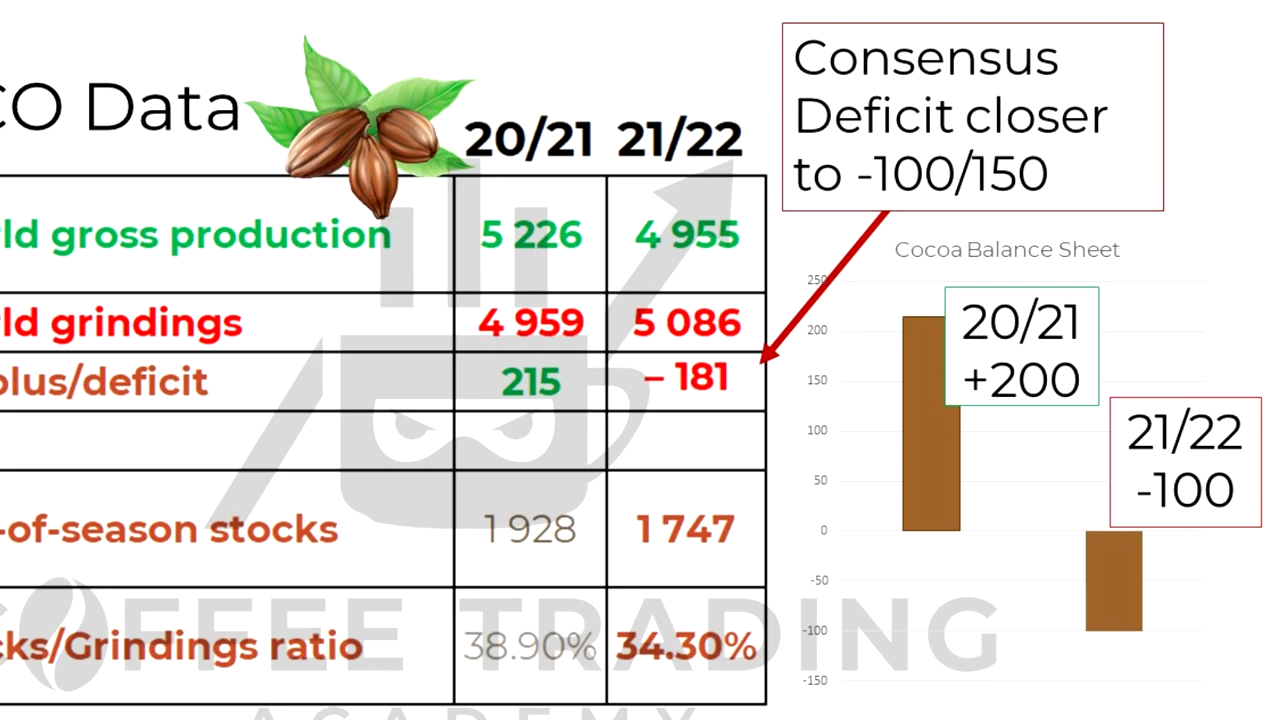 CO Data
20/21 21/22
rld gross production 5 226 4 955
rld grindings 4 959 5 086
plus/deficit 215 – 181
-of-season stocks 1 928 1 747
cks/Grindings ratio 38.90% 34.30%
Consensus
Deficit closer
to -100/150
Cocoa Balance Sheet
250
200
150
100
50
0
-50
-100
-150
20/21
+200
21/22
-100
COFFEE TRADING
ACADEMY